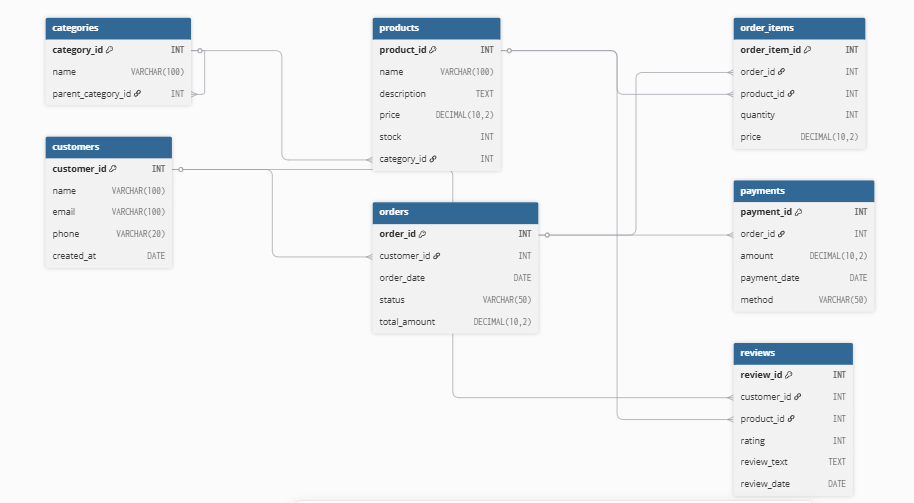 categories
category_id INT
name VARCHAR(100)
parent_category_id INT
customers
customer_id INT
name VARCHAR(100)
email VARCHAR(100)
phone VARCHAR(20)
created_at DATE
products
product_id INT
name VARCHAR(100)
description TEXT
price DECIMAL(10,2)
stock INT
category_id INT
orders
order_id INT
customer_id INT
order_date DATE
status VARCHAR(50)
total_amount DECIMAL(10,2)
order_items
order_item_id INT
order_id INT
product_id INT
quantity INT
price DECIMAL(10,2)
payments
payment_id INT
order_id INT
amount DECIMAL(10,2)
payment_date DATE
method VARCHAR(50)
reviews
review_id INT
customer_id INT
product_id INT
rating INT
review_text TEXT
review_date DATE